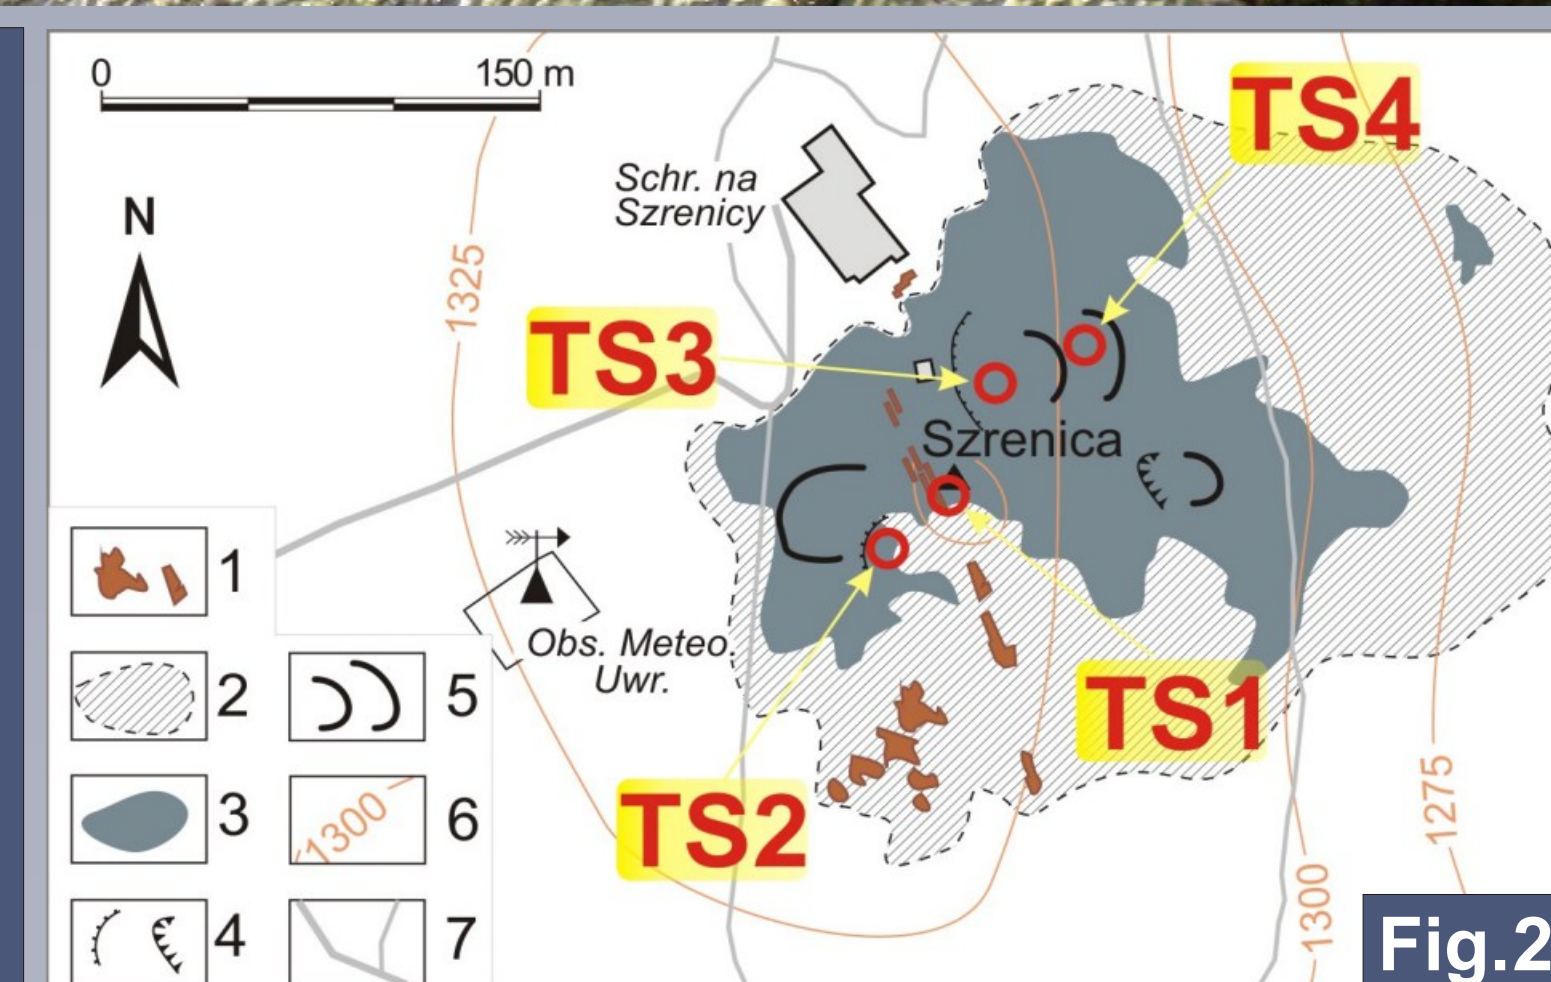 0 150 m
N
Schr. na
Szrenicy
TS4
1325
TS3
Szrenica
Obs. Meteo.
Uwr.
TS1
TS2
1275
1300
1
2
3
4
5
1300
6
7
Fig.2